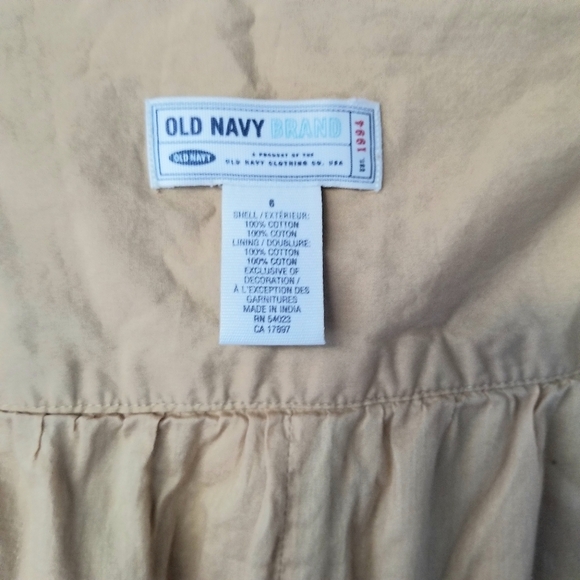 OLD NAVY BRAND
OLD NAVY
A PRODUCT OF THE
OLD NAVY CLOTHING CO. USA
EST. 1994
6
SHELL / EXTÉRIEUR:
100% COTTON
100% COTON
LINING / DOUBLURE:
100% COTTON
100% COTON
EXCLUSIVE OF
DECORATION /
À L'EXCEPTION DES
GARNITURES
MADE IN INDIA
RN 54023
CA 17897